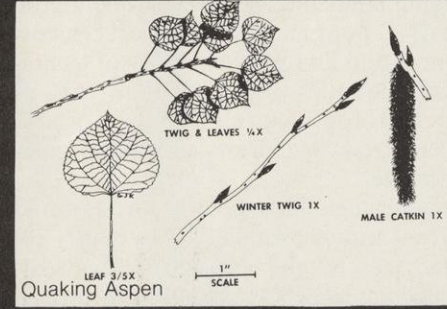 TWIG & LEAVES ¼X
WINTER TWIG 1X
MALE CATKIN 1X
LEAF 3/5X
1"
SCALE
Quaking Aspen